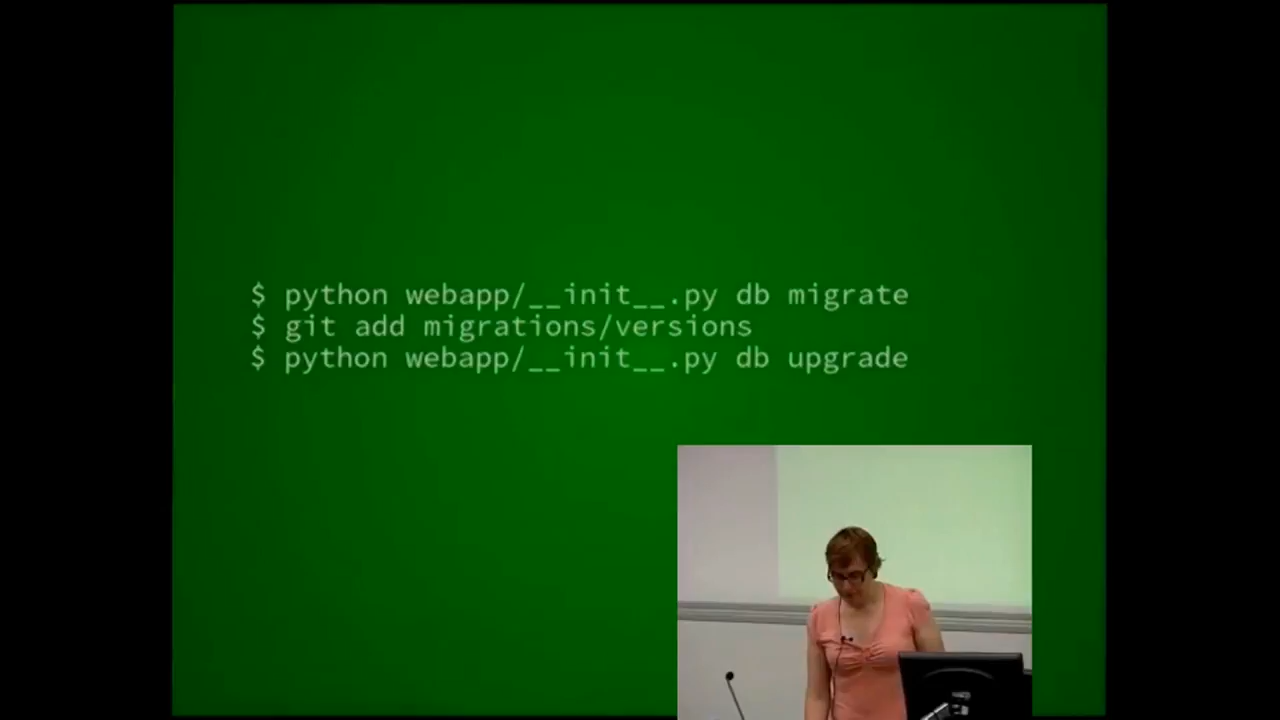 $ python webapp/__init__.py db migrate
$ git add migrations/versions
$ python webapp/__init__.py db upgrade